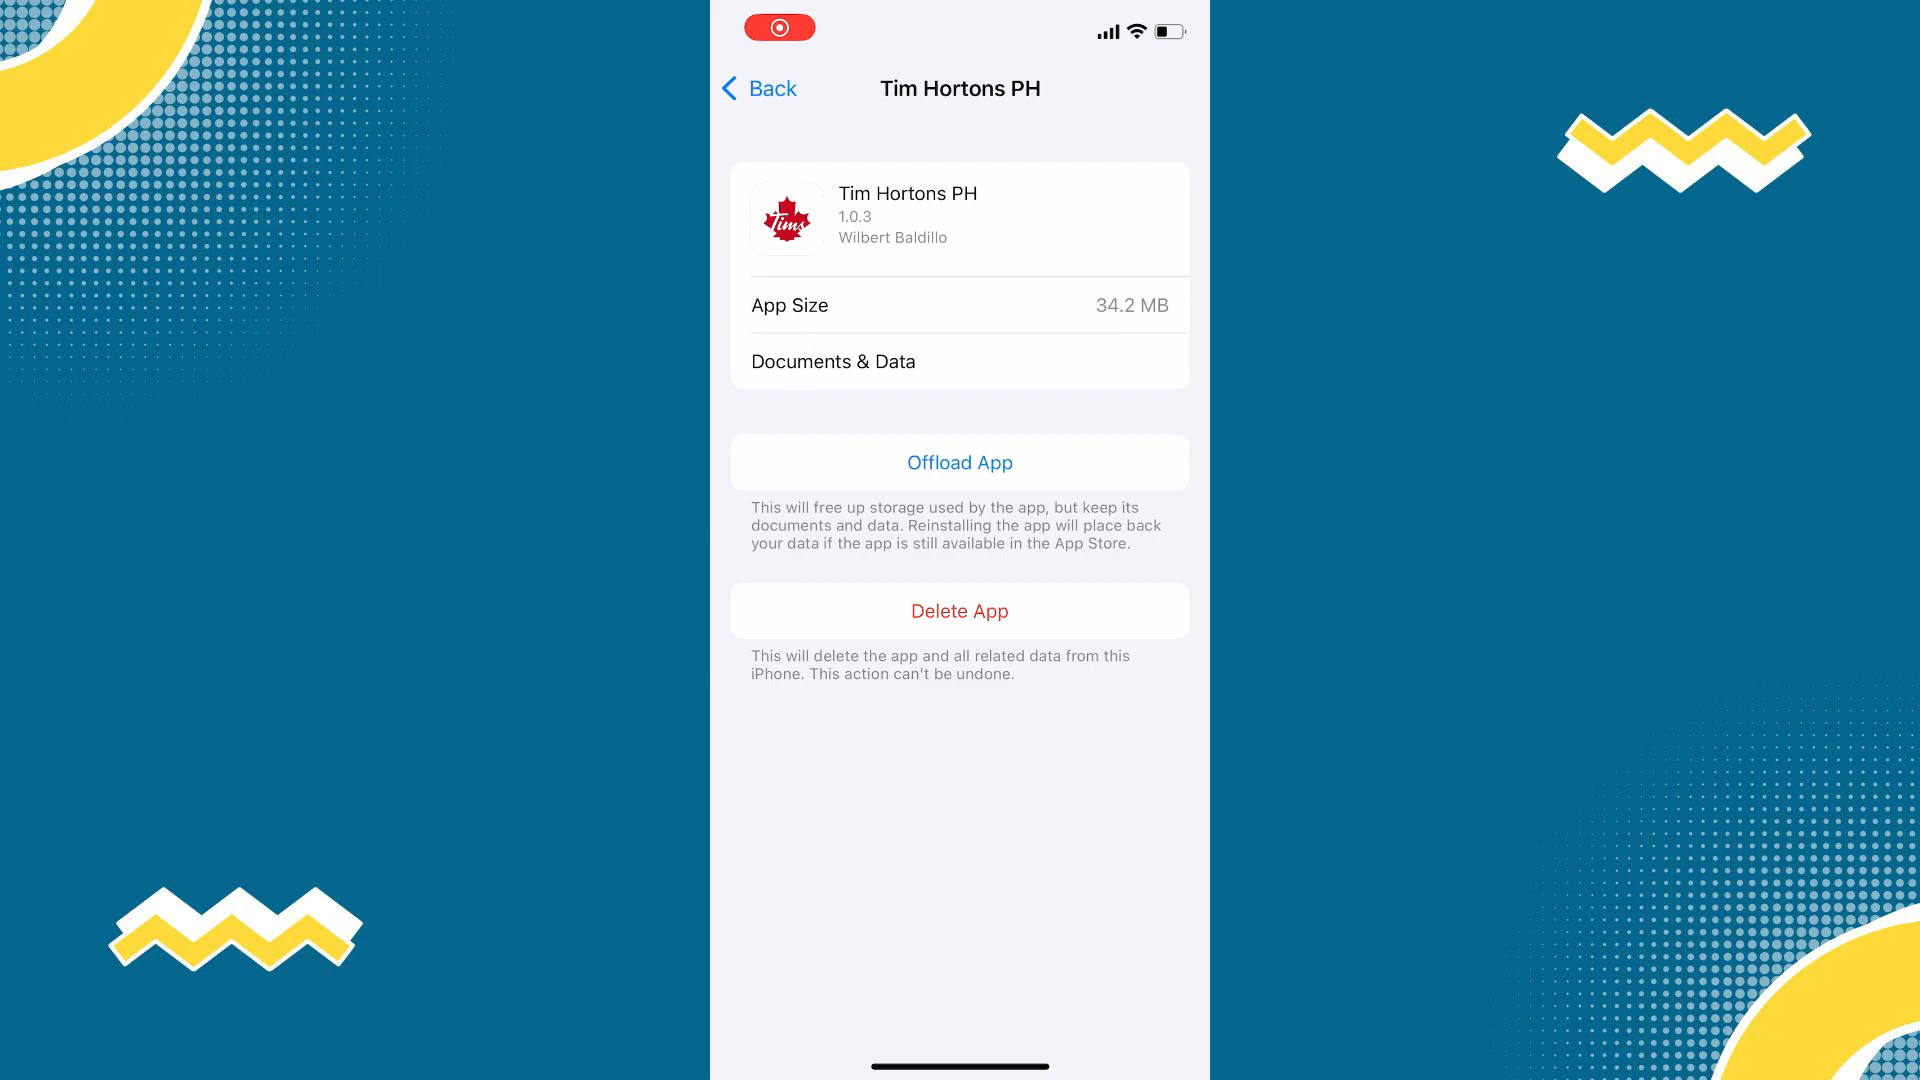 Back
Tim Hortons PH
Tims
Tim Hortons PH
1.0.3
Wilbert Baldillo
App Size
34.2 MB
Documents & Data
Offload App
This will free up storage used by the app, but keep its
documents and data. Reinstalling the app will place back
your data if the app is still available in the App Store.
Delete App
This will delete the app and all related data from this
iPhone. This action can’t be undone.